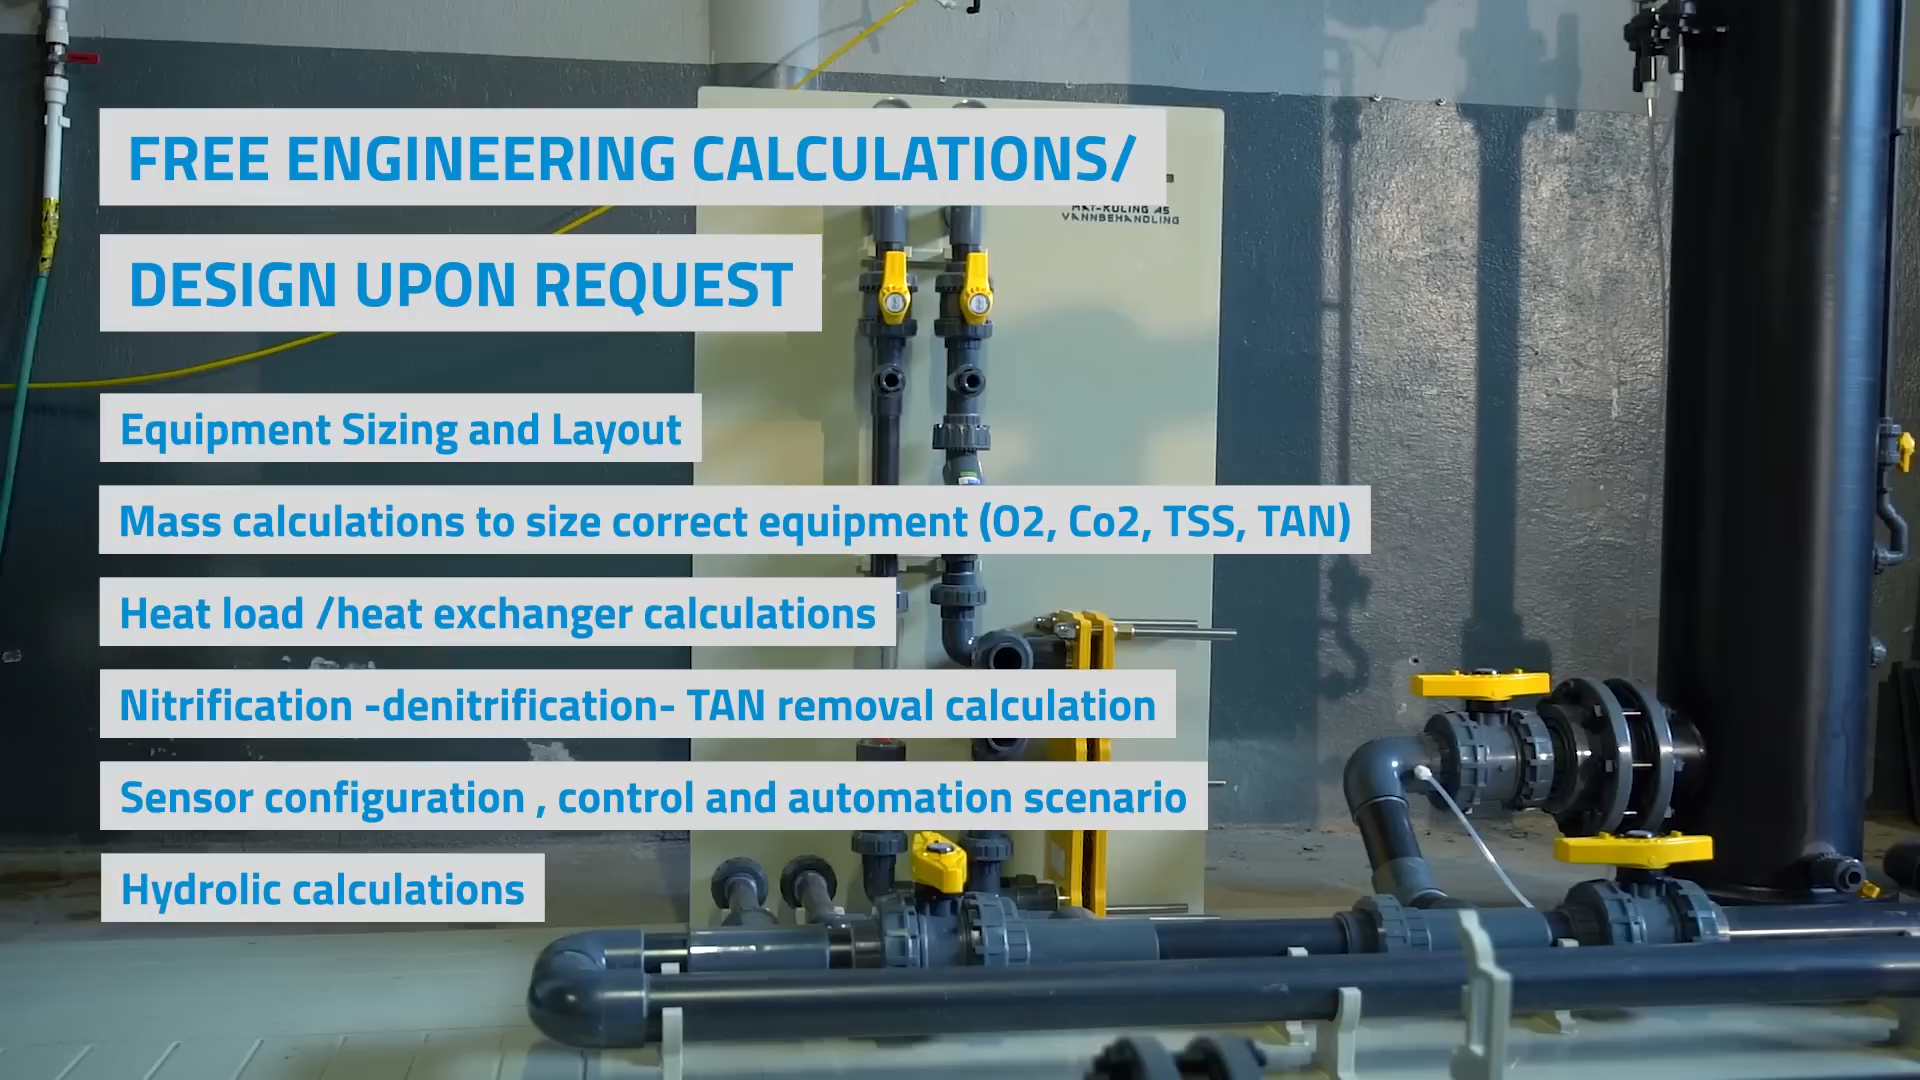 FREE ENGINEERING CALCULATIONS/
DESIGN UPON REQUEST
VANNBEHANDLING
Equipment Sizing and Layout
Mass calculations to size correct equipment (O2, Co2, TSS, TAN)
Heat load /heat exchanger calculations
Nitrification -denitrification- TAN removal calculation
Sensor configuration , control and automation scenario
Hydrolic calculations